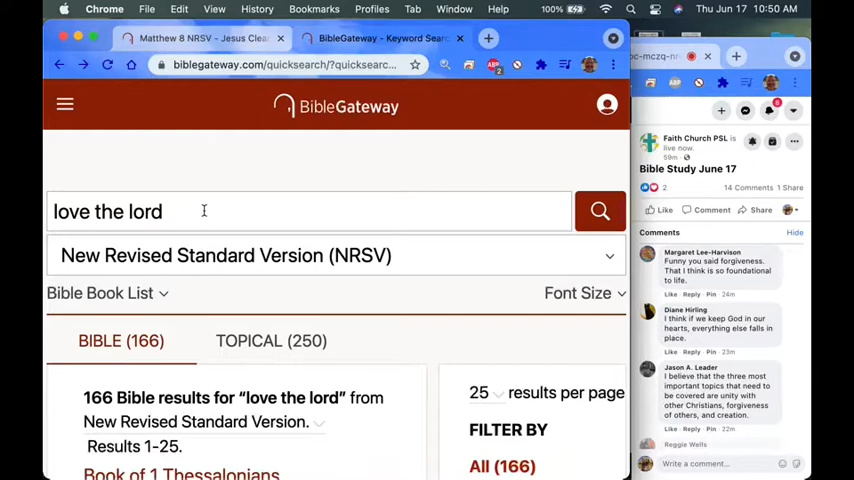 Chrome File Edit View History Bookmarks Profiles Tab Window Help 100% Thu Jun 17 10:50 AM
Matthew 8 NRSV - Jesus Clea
BibleGateway - Keyword Sear
biblegateway.com/quicksearch/?quicksearc...
2
BibleGateway
love the lord
New Revised Standard Version (NRSV)
Bible Book List
Font Size
BIBLE (166)
TOPICAL (250)
166 Bible results for “love the lord” from
New Revised Standard Version.
Results 1-25.
Book of 1 Thessalonians
25 results per page
FILTER BY
All (166)
8
Faith Church PSL is
live now.
59m
Bible Study June 17
2
14 Comments 1 Share
Like Comment Share
Comments
Hide
Margaret Lee-Harvison
Funny you said forgiveness.
That I think is so foundational
to life.
Like · Reply · Pin · 24m
Diane Hirling
I think if we keep God in our
hearts, everything else falls in
place.
Like · Reply · Pin · 23m
Jason A. Leader
I believe that the three most
important topics that need to
be covered are unity with
other Christians, forgiveness
of others, and creation.
Like · Reply · Pin · 22m
Reggie Wells
Write a comment...